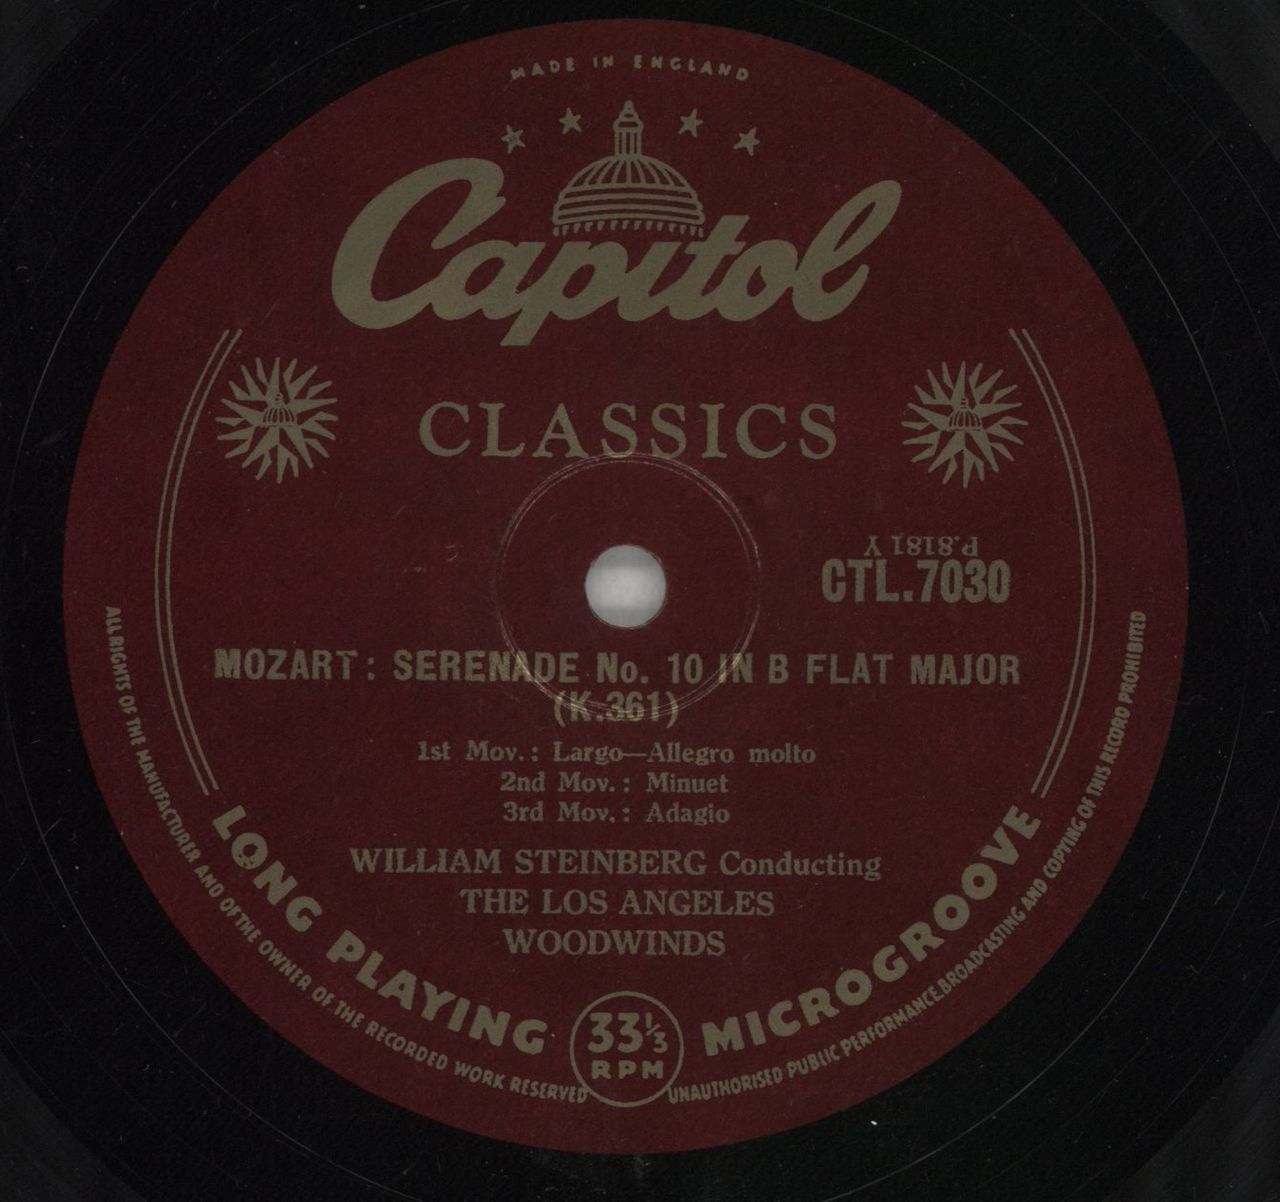 MADE IN ENGLAND
Capitol
CLASSICS
P.8181 Y
CTL.7030
MOZART: SERENADE No. 10 IN B FLAT MAJOR
(K.361)
1st Mov.: Largo—Allegro molto
2nd Mov.: Minuet
3rd Mov.: Adagio
WILLIAM STEINBERG Conducting
THE LOS ANGELES
WOODWINDS
LONG PLAYING 33⅓ RPM MICROGROOVE
ALL RIGHTS OF THE MANUFACTURER AND OF THE OWNER OF THE RECORDED WORK RESERVED
UNAUTHORISED PUBLIC PERFORMANCE, BROADCASTING AND COPYING OF THIS RECORD PROHIBITED